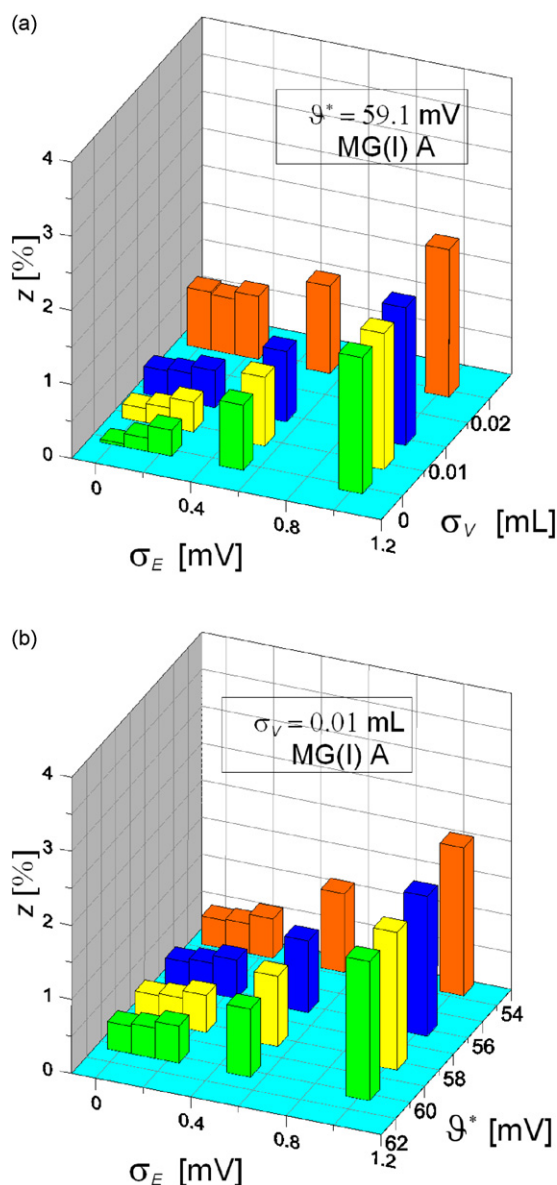 (a)
ϑ* = 59.1 mV
MG(I) A
4
3
2
1
0
z [%]
0
0.4
0.8
1.2
σE [mV]
0
0.01
0.02
σV [mL]
(b)
σV = 0.01 mL
MG(I) A
4
3
2
1
0
z [%]
0
0.4
0.8
1.2
σE [mV]
62
60
58
56
54
ϑ* [mV]